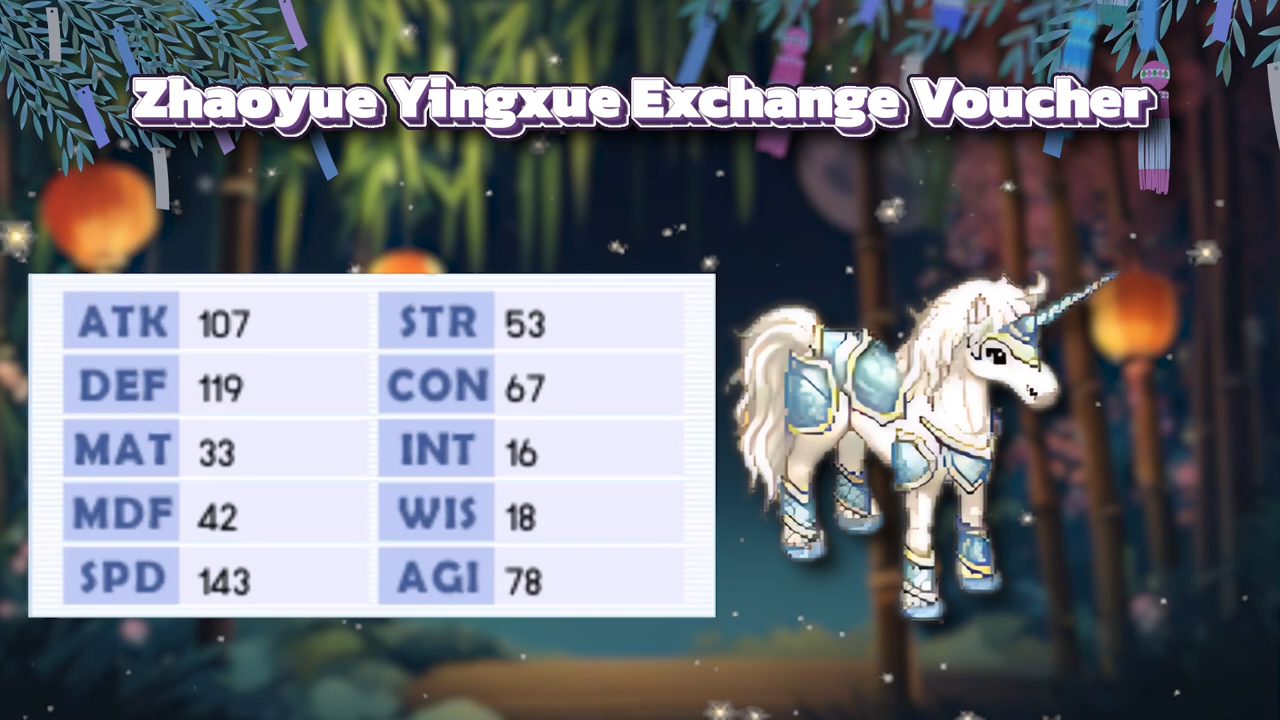 Zhaoyue Yingxue Exchange Voucher
ATK 107 STR 53
DEF 119 CON 67
MAT 33 INT 16
MDF 42 WIS 18
SPD 143 AGI 78